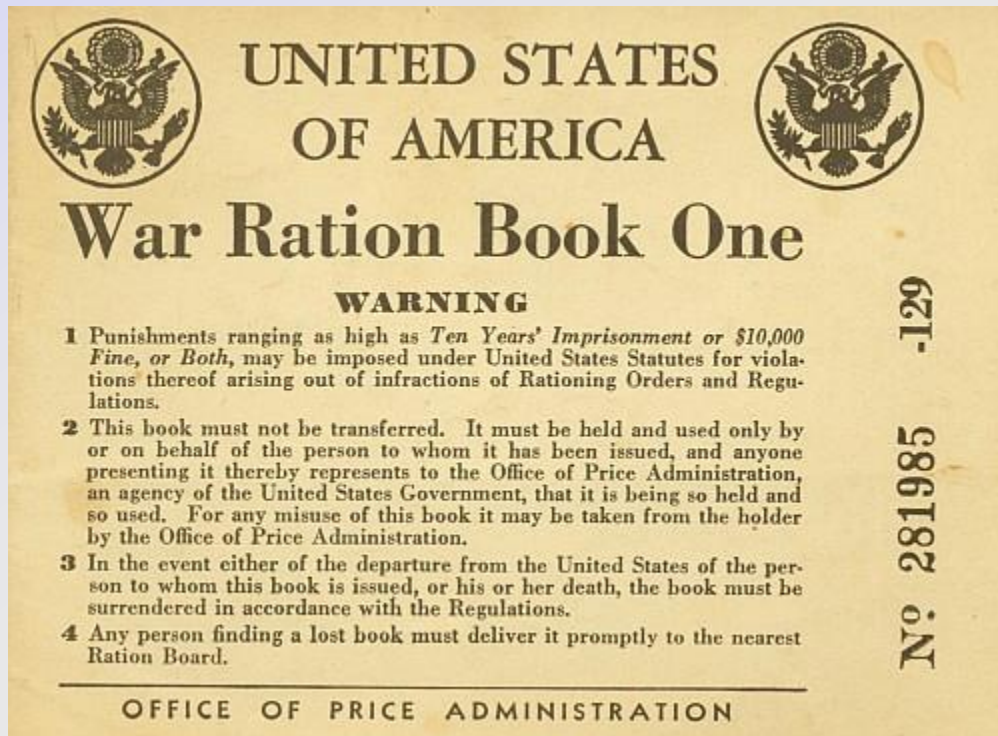 UNITED STATES
OF AMERICA
War Ration Book One
WARNING
1 Punishments ranging as high as Ten Years' Imprisonment or $10,000
Fine, or Both, may be imposed under United States Statutes for viola-
tions thereof arising out of infractions of Rationing Orders and Regu-
lations.
2 This book must not be transferred. It must be held and used only by
or on behalf of the person to whom it has been issued, and anyone
presenting it thereby represents to the Office of Price Administration,
an agency of the United States Government, that it is being so held and
so used. For any misuse of this book it may be taken from the holder
by the Office of Price Administration.
3 In the event either of the departure from the United States of the per-
son to whom this book is issued, or his or her death, the book must be
surrendered in accordance with the Regulations.
4 Any person finding a lost book must deliver it promptly to the nearest
Ration Board.
OFFICE OF PRICE ADMINISTRATION
Nº 281985 -129